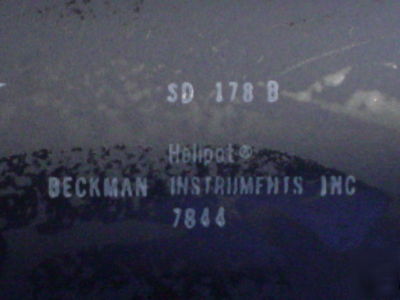 SD 178 B
Helipot®
BECKMAN INSTRUMENTS INC
7844